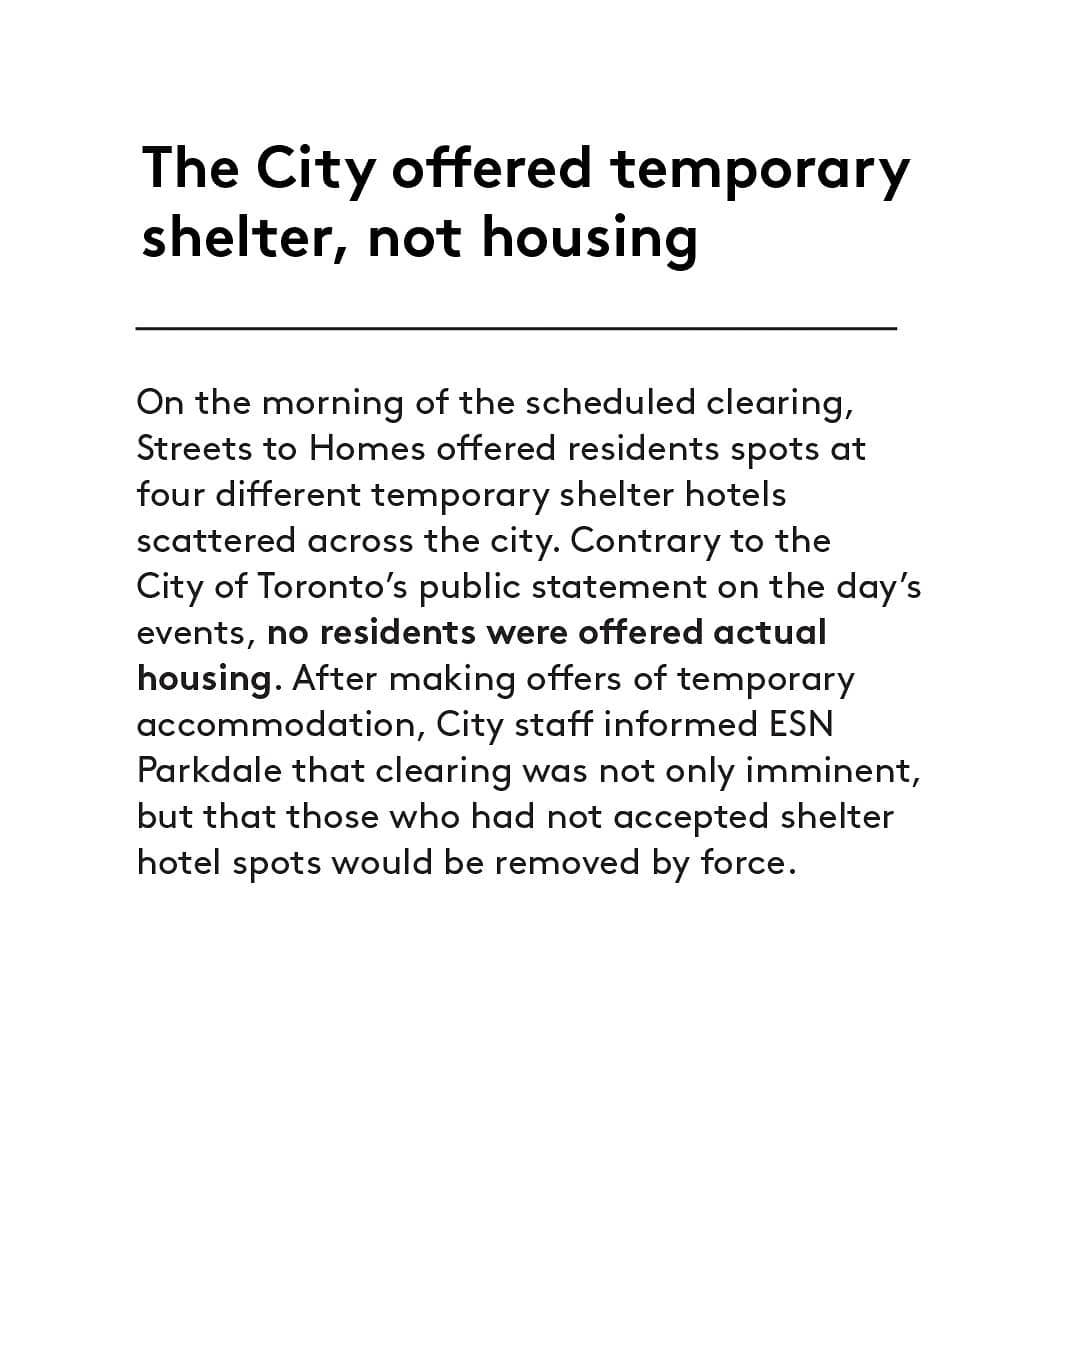 The City offered temporary
shelter, not housing
On the morning of the scheduled clearing,
Streets to Homes offered residents spots at
four different temporary shelter hotels
scattered across the city. Contrary to the
City of Toronto’s public statement on the day’s
events, no residents were offered actual
housing. After making offers of temporary
accommodation, City staff informed ESN
Parkdale that clearing was not only imminent,
but that those who had not accepted shelter
hotel spots would be removed by force.